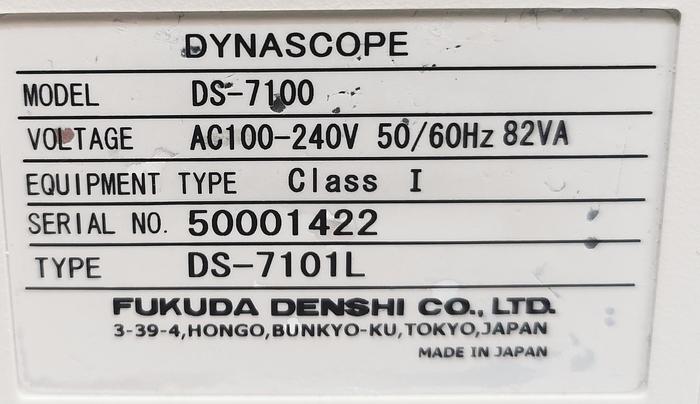 DYNASCOPE
MODEL DS-7100
VOLTAGE AC100-240V 50/60Hz 82VA
EQUIPMENT TYPE Class I
SERIAL NO. 50001422
TYPE DS-7101L
FUKUDA DENSHI CO., LTD.
3-39-4,HONGO,BUNKYO-KU,TOKYO,JAPAN
MADE IN JAPAN